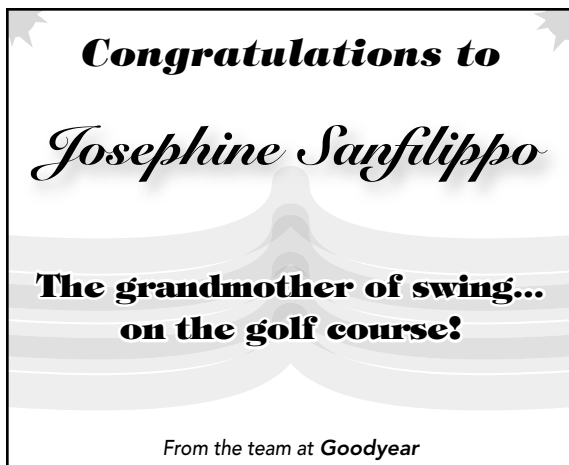 Congratulations to
Josephine Sanfilippo
The grandmother of swing...
on the golf course!
From the team at Goodyear